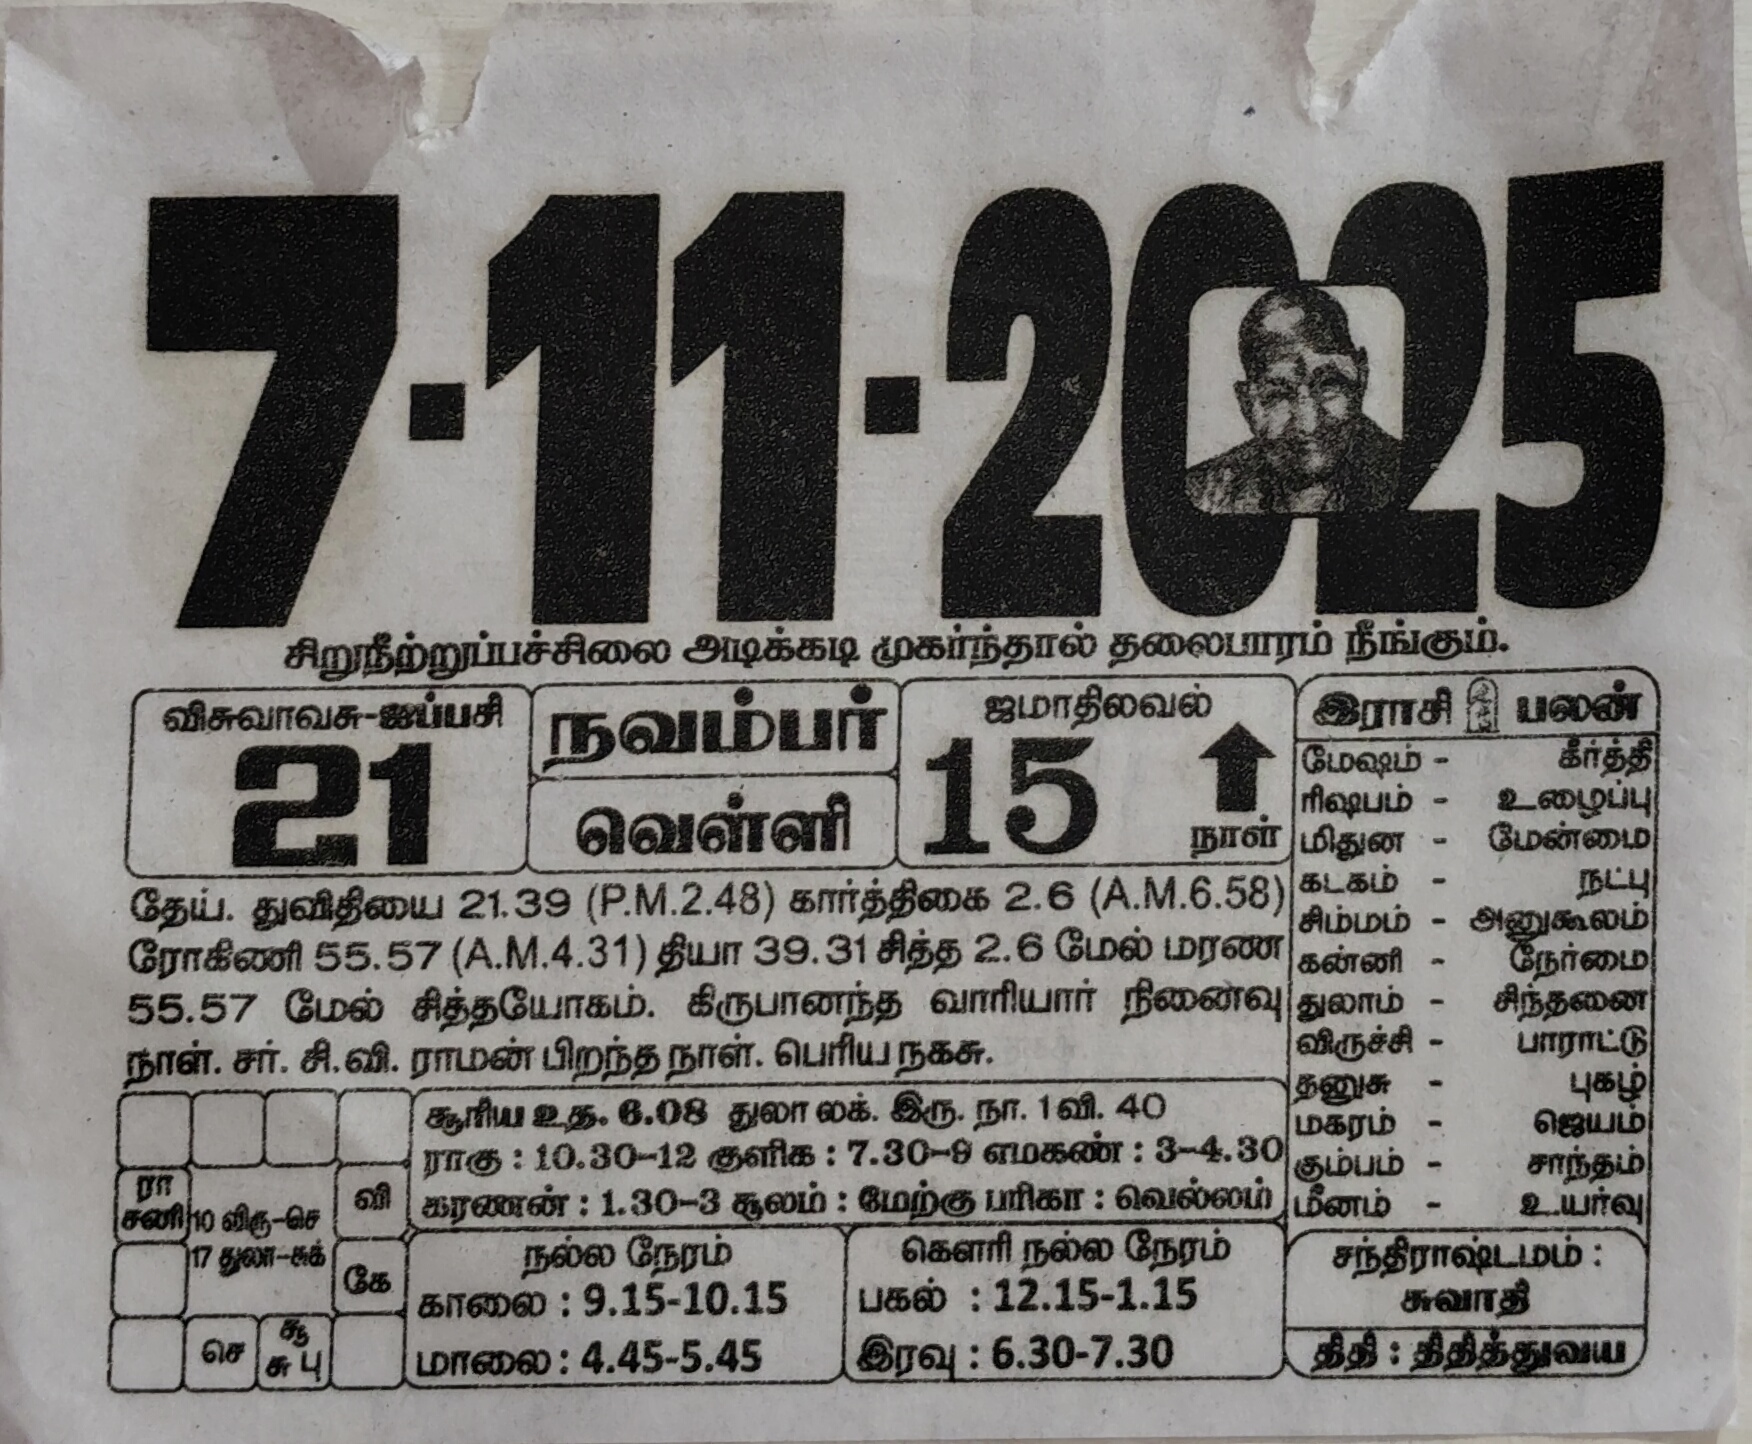 7-11-2025
சிறுநீற்றுப்பச்சிலை அடிக்கடி முகர்ந்தால் தலைபாரம் நீங்கும்.
விசுவாவசு-ஐப்பசி
21
நவம்பர்
வெள்ளி
ஜமாதிலவல்
15
நாள்
தேய். துவிதியை 21.39 (P.M.2.48) கார்த்திகை 2.6 (A.M.6.58)
ரோகிணி 55.57 (A.M.4.31) தியா 39.31 சித்த 2.6 மேல் மரண
55.57 மேல் சித்தயோகம். கிருபானந்த வாரியார் நினைவு
நாள். சர். சி.வி. ராமன் பிறந்த நாள். பெரிய நகசு.
இராசி பலன்
மேஷம் - கீர்த்தி
ரிஷபம் - உழைப்பு
மிதுன - மேன்மை
கடகம் - நட்பு
சிம்மம் - அனுகூலம்
கன்னி - நேர்மை
துலாம் - சிந்தனை
விருச்சி - பாராட்டு
தனுசு - புகழ்
மகரம் - ஜெயம்
கும்பம் - சாந்தம்
மீனம் - உயர்வு
ரா
சனி
10 விரு-செ
17 துலா-சுக்
வி
கே
செ
சூ
சு பு
சூரிய உத. 6.08 துலா லக். இரு. நா. 1 வி. 40
ராகு : 10.30-12 குளிக : 7.30-9 எமகண் : 3-4.30
கரணன் : 1.30-3 சூலம் : மேற்கு பரிகா : வெல்லம்
நல்ல நேரம்
காலை : 9.15-10.15
மாலை : 4.45-5.45
கௌரி நல்ல நேரம்
பகல் : 12.15-1.15
இரவு : 6.30-7.30
சந்திராஷ்டமம் :
சுவாதி
திதி : திதித்துவய